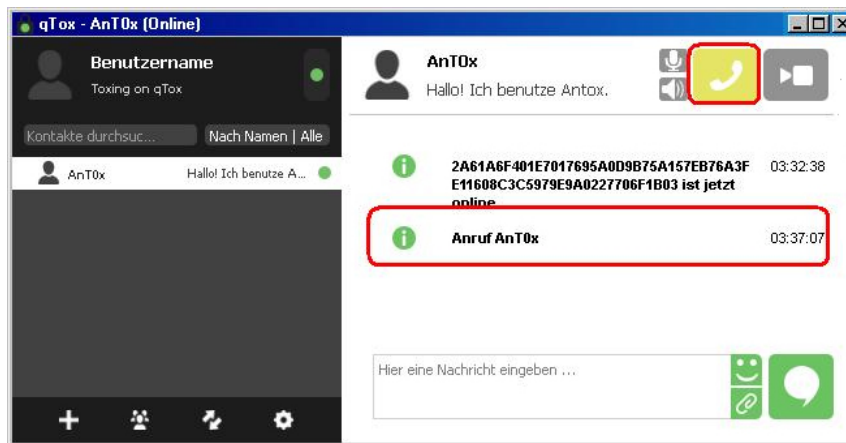 qTox - AnT0x (Online)
Benutzername
Toxing on qTox
Kontakte durchsuc...
Nach Namen | Alle
AnT0x
Hallo! Ich benutze A...
AnT0x
Hallo! Ich benutze Antox.
2A61A6F401E7017695A0D9B75A157EB76A3F
03:32:38
E11608C3C5979E9A0227706F1B03 ist jetzt
online
Anruf AnT0x
03:37:07
Hier eine Nachricht eingeben ...